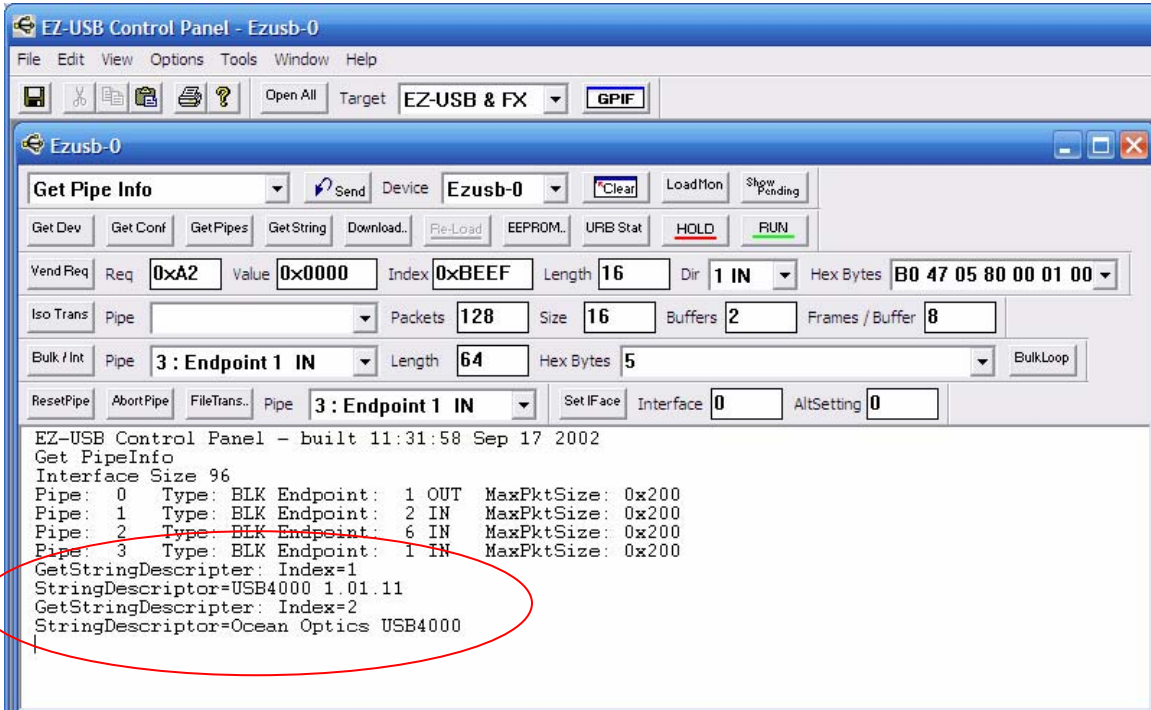 EZ-USB Control Panel - Ezusb-0
File Edit View Options Tools Window Help
Open All Target EZ-USB & FX GPIF
Ezusb-0
Get Pipe Info Send Device Ezusb-0 Clear LoadMon Show Pending
Get Dev Get Conf GetPipes GetString Download.. Re-Load EEPROM.. URB Stat HOLD RUN
Vend Req Req 0xA2 Value 0x0000 Index 0xBEEF Length 16 Dir 1 IN Hex Bytes B0 47 05 80 00 01 00
Iso Trans Pipe Packets 128 Size 16 Buffers 2 Frames / Buffer 8
Bulk / Int Pipe 3 : Endpoint 1 IN Length 64 Hex Bytes 5 BulkLoop
ResetPipe AbortPipe FileTrans.. Pipe 3 : Endpoint 1 IN Set IFace Interface 0 AltSetting 0
EZ-USB Control Panel - built 11:31:58 Sep 17 2002
Get PipeInfo
Interface Size 96
Pipe: 0 Type: BLK Endpoint: 1 OUT MaxPktSize: 0x200
Pipe: 1 Type: BLK Endpoint: 2 IN MaxPktSize: 0x200
Pipe: 2 Type: BLK Endpoint: 6 IN MaxPktSize: 0x200
Pipe: 3 Type: BLK Endpoint: 1 IN MaxPktSize: 0x200
GetStringDescripter: Index=1
StringDescriptor=USB4000 1.01.11
GetStringDescripter: Index=2
StringDescriptor=Ocean Optics USB4000